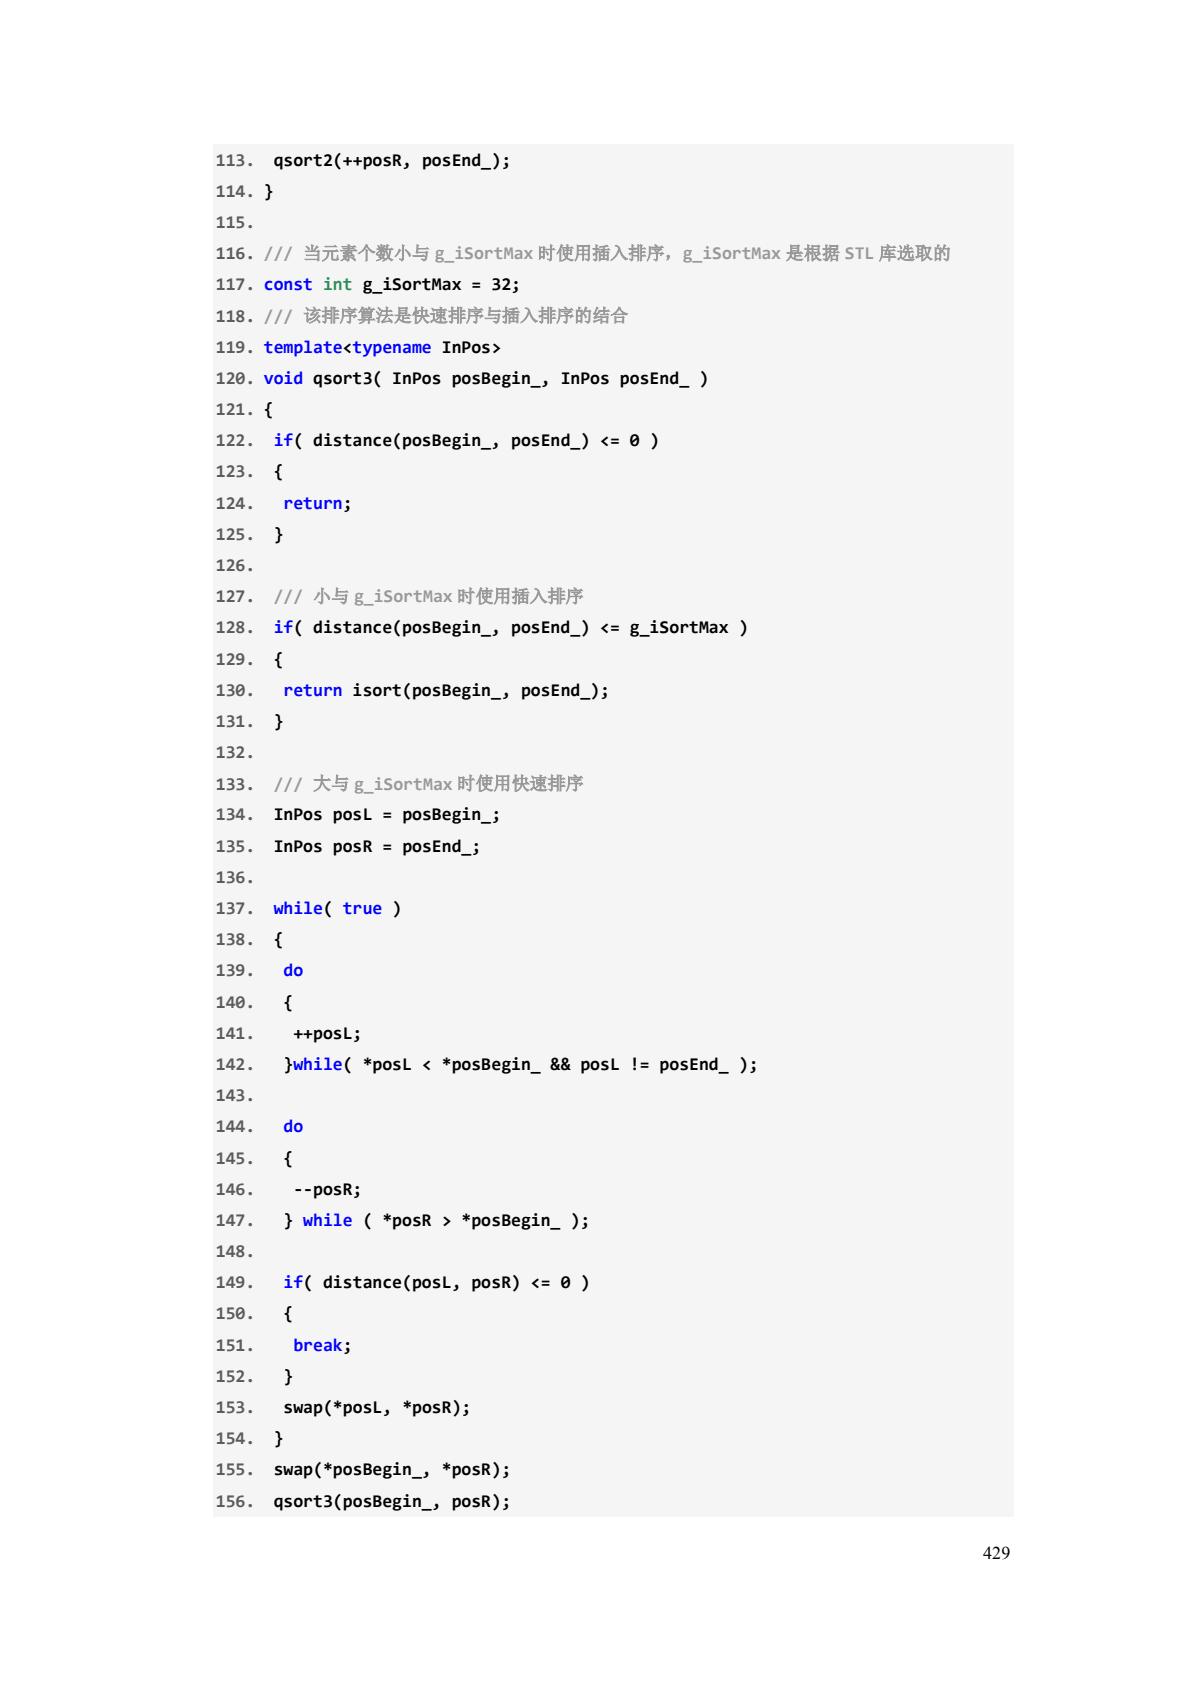 113.  qsort2(++posR, posEnd_);
114. }
115.
116. /// 当元素个数小与 g_iSortMax 时使用插入排序，g_iSortMax 是根据 STL 库选取的
117. const int g_iSortMax = 32;
118. /// 该排序算法是快速排序与插入排序的结合
119. template<typename InPos>
120. void qsort3( InPos posBegin_, InPos posEnd_ )
121. {
122.  if( distance(posBegin_, posEnd_) <= 0 )
123.  {
124.   return;
125.  }
126.
127.  /// 小与 g_iSortMax 时使用插入排序
128.  if( distance(posBegin_, posEnd_) <= g_iSortMax )
129.  {
130.   return isort(posBegin_, posEnd_);
131.  }
132.
133.  /// 大与 g_iSortMax 时使用快速排序
134.  InPos posL = posBegin_;
135.  InPos posR = posEnd_;
136.
137.  while( true )
138.  {
139.   do
140.   {
141.    ++posL;
142.   }while( *posL < *posBegin_ && posL != posEnd_ );
143.
144.   do
145.   {
146.    --posR;
147.   } while ( *posR > *posBegin_ );
148.
149.   if( distance(posL, posR) <= 0 )
150.   {
151.    break;
152.   }
153.   swap(*posL, *posR);
154.  }
155.  swap(*posBegin_, *posR);
156.  qsort3(posBegin_, posR);
429